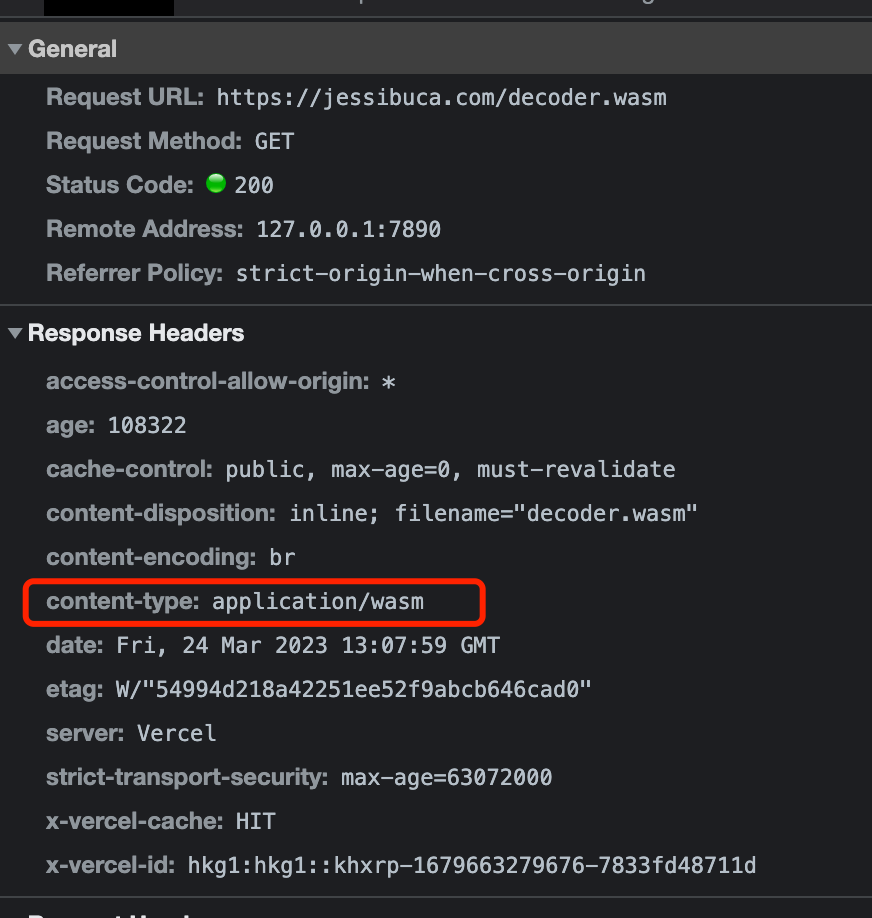 General
Request URL: https://jessibuca.com/decoder.wasm
Request Method: GET
Status Code: 200
Remote Address: 127.0.0.1:7890
Referrer Policy: strict-origin-when-cross-origin
Response Headers
access-control-allow-origin: *
age: 108322
cache-control: public, max-age=0, must-revalidate
content-disposition: inline; filename="decoder.wasm"
content-encoding: br
content-type: application/wasm
date: Fri, 24 Mar 2023 13:07:59 GMT
etag: W/"54994d218a42251ee52f9abcb646cad0"
server: Vercel
strict-transport-security: max-age=63072000
x-vercel-cache: HIT
x-vercel-id: hkg1:hkg1::khxrp-1679663279676-7833fd48711d